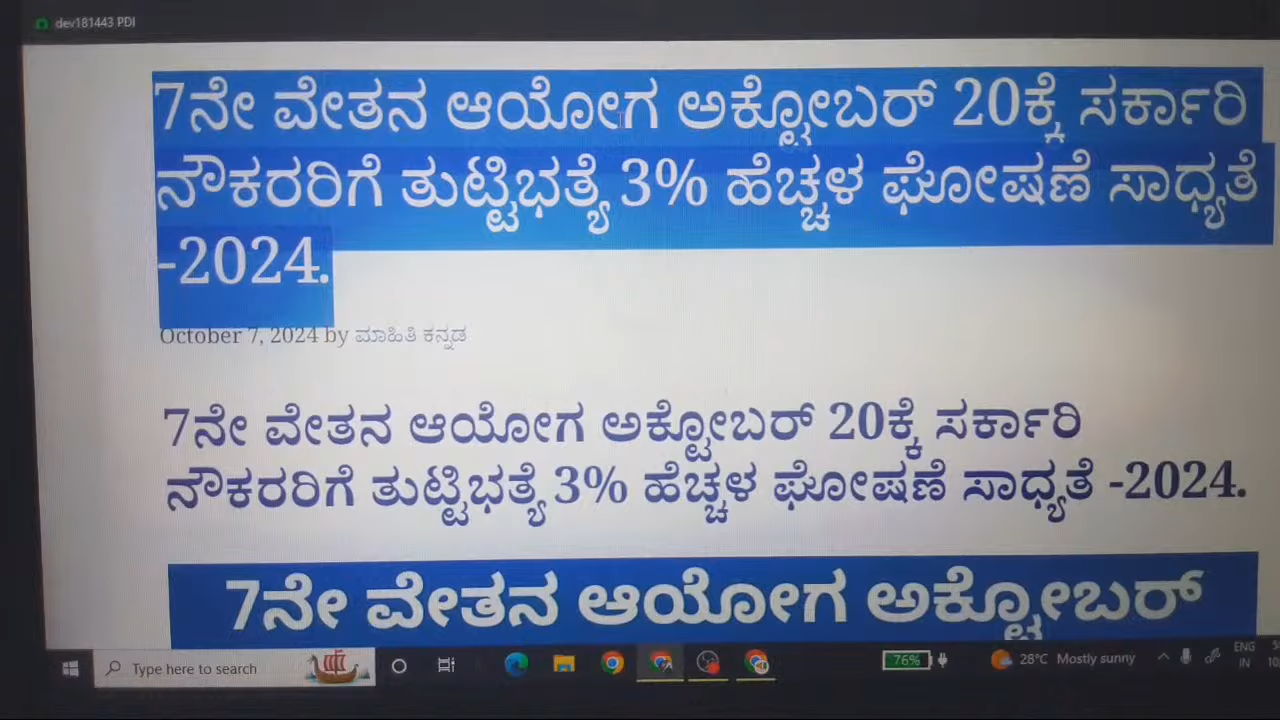 dev181443 PDI
7ನೇ ವೇತನ ಆಯೋಗ ಅಕ್ಟೋಬರ್ 20ಕ್ಕೆ ಸರ್ಕಾರಿ
ನೌಕರರಿಗೆ ತುಟ್ಟಿಭತ್ಯೆ 3% ಹೆಚ್ಚಳ ಘೋಷಣೆ ಸಾಧ್ಯತೆ
-2024.
October 7, 2024 by ಮಾಹಿತಿ ಕನ್ನಡ
7ನೇ ವೇತನ ಆಯೋಗ ಅಕ್ಟೋಬರ್ 20ಕ್ಕೆ ಸರ್ಕಾರಿ
ನೌಕರರಿಗೆ ತುಟ್ಟಿಭತ್ಯೆ 3% ಹೆಚ್ಚಳ ಘೋಷಣೆ ಸಾಧ್ಯತೆ -2024.
7ನೇ ವೇತನ ಆಯೋಗ ಅಕ್ಟೋಬರ್
Type here to search 76% 28°C Mostly sunny ENG
IN